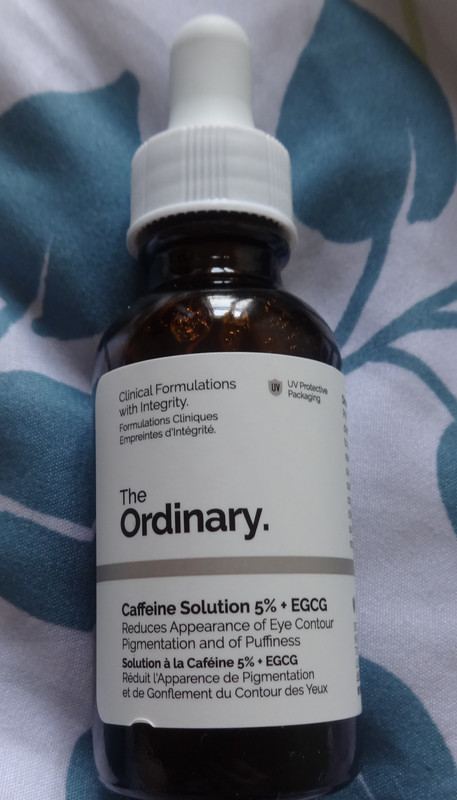 Clinical Formulations
with Integrity.
Formulations Cliniques
Empreintes d'Intégrité.
UV
UV Protective
Packaging
The
Ordinary.
Caffeine Solution 5% + EGCG
Reduces Appearance of Eye Contour
Pigmentation and of Puffiness
Solution à la Caféine 5% + EGCG
Réduit l'Apparence de Pigmentation
et de Gonflement du Contour des Yeux